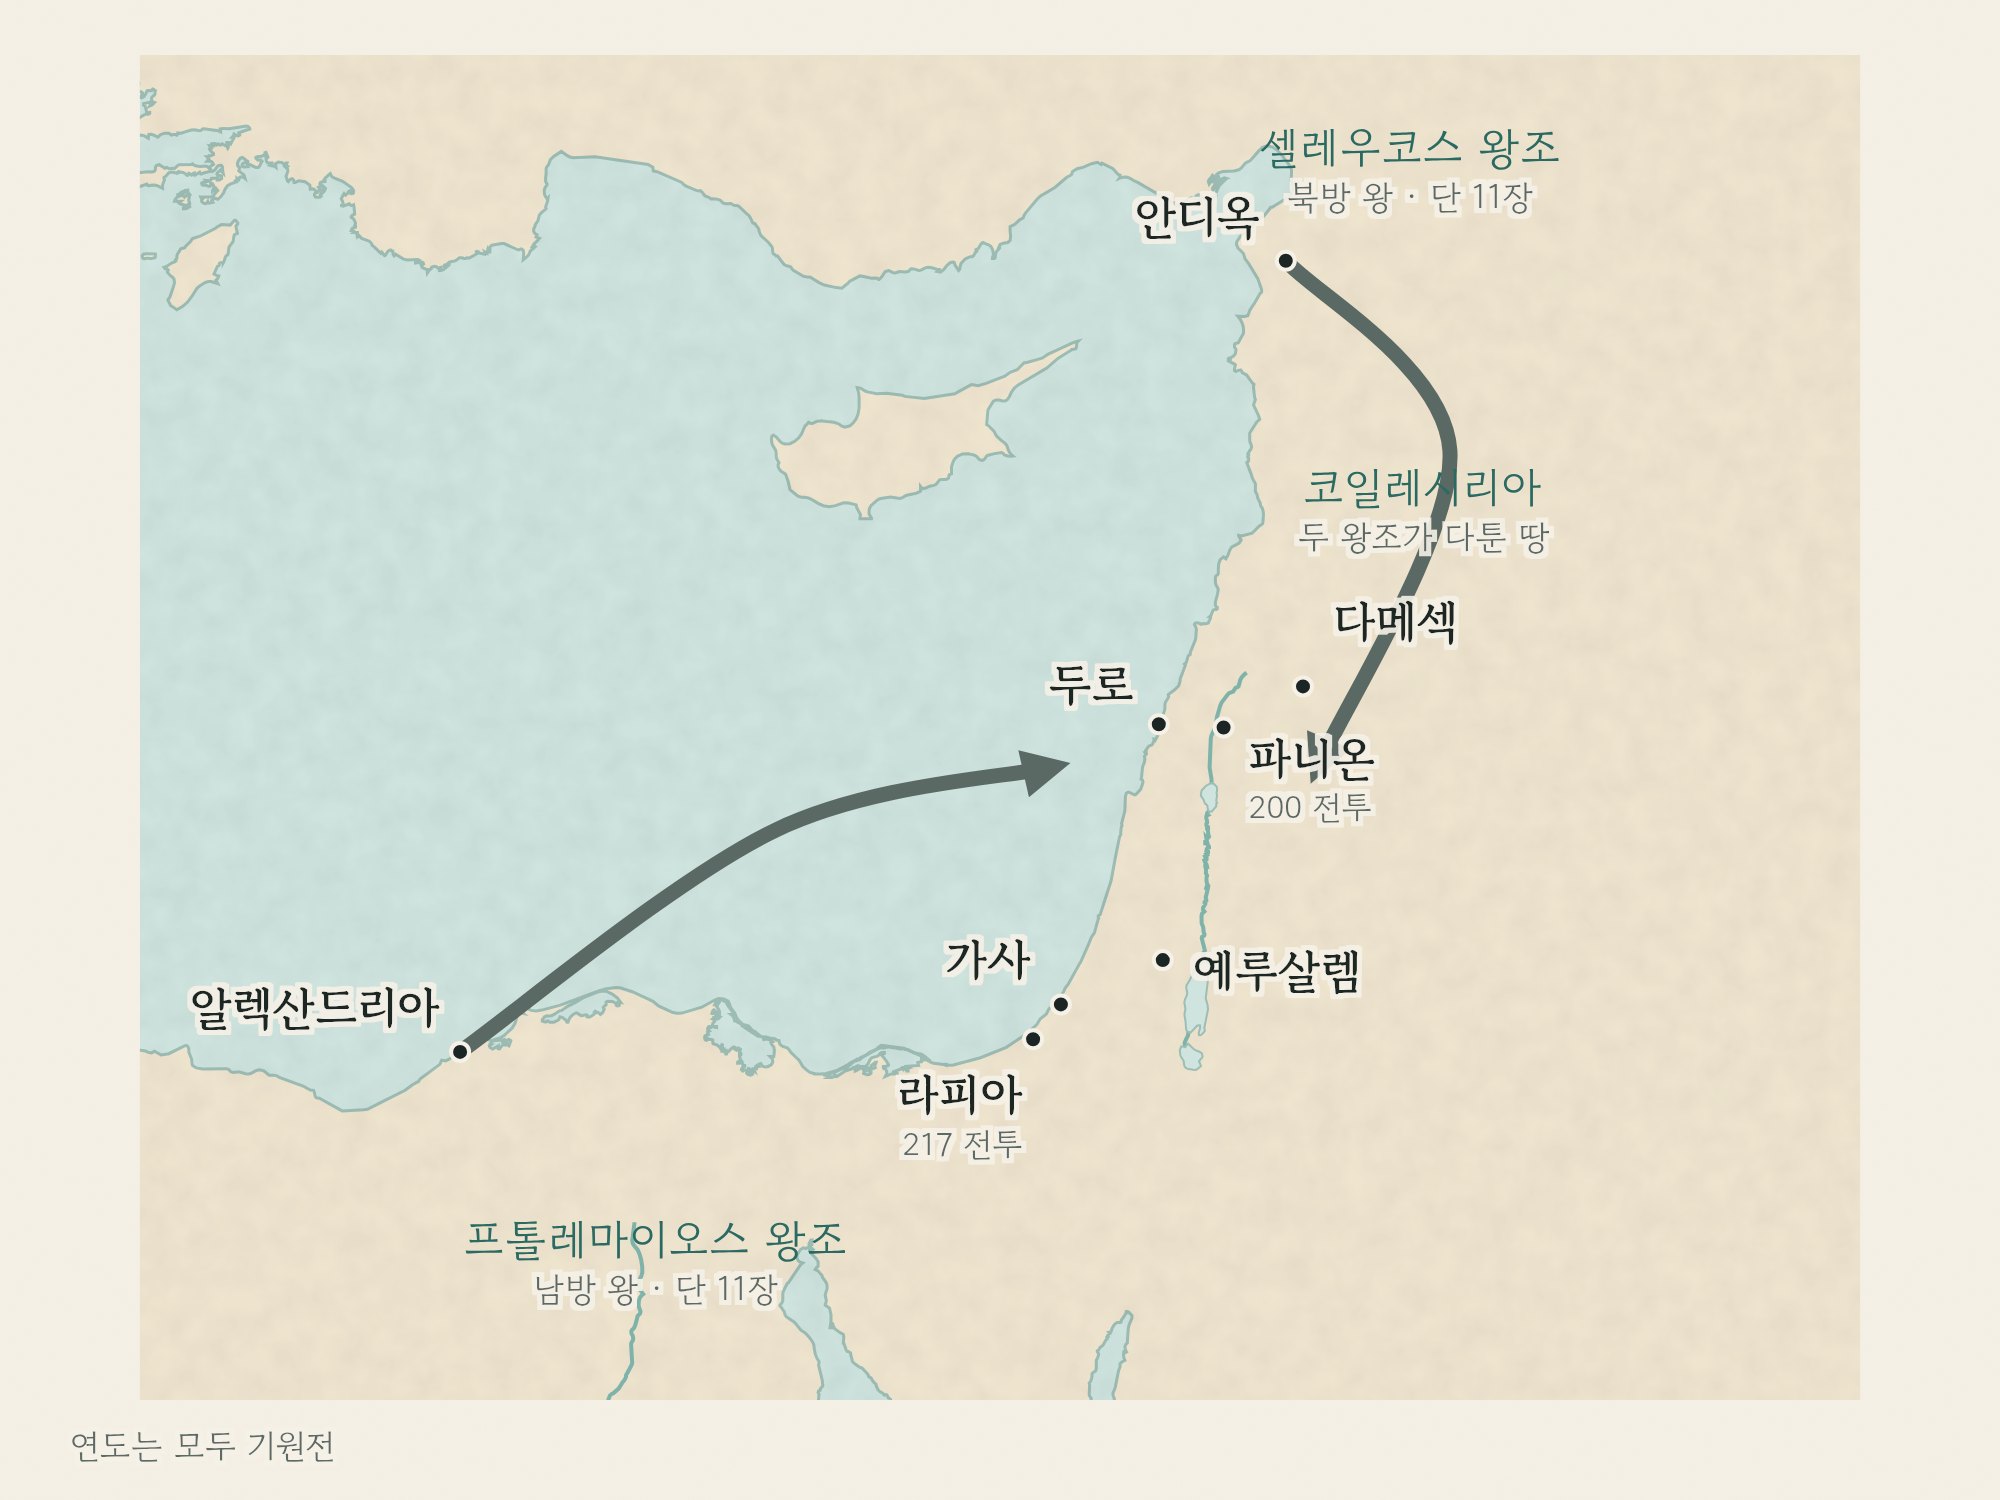 셀레우코스 왕조
북방 왕 · 단 11장
안디옥
코일레시리아
두 왕조가 다툰 땅
다메섹
두로
파니온
200 전투
가사
예루살렘
알렉산드리아
라피아
217 전투
프톨레마이오스 왕조
남방 왕 · 단 11장
연도는 모두 기원전